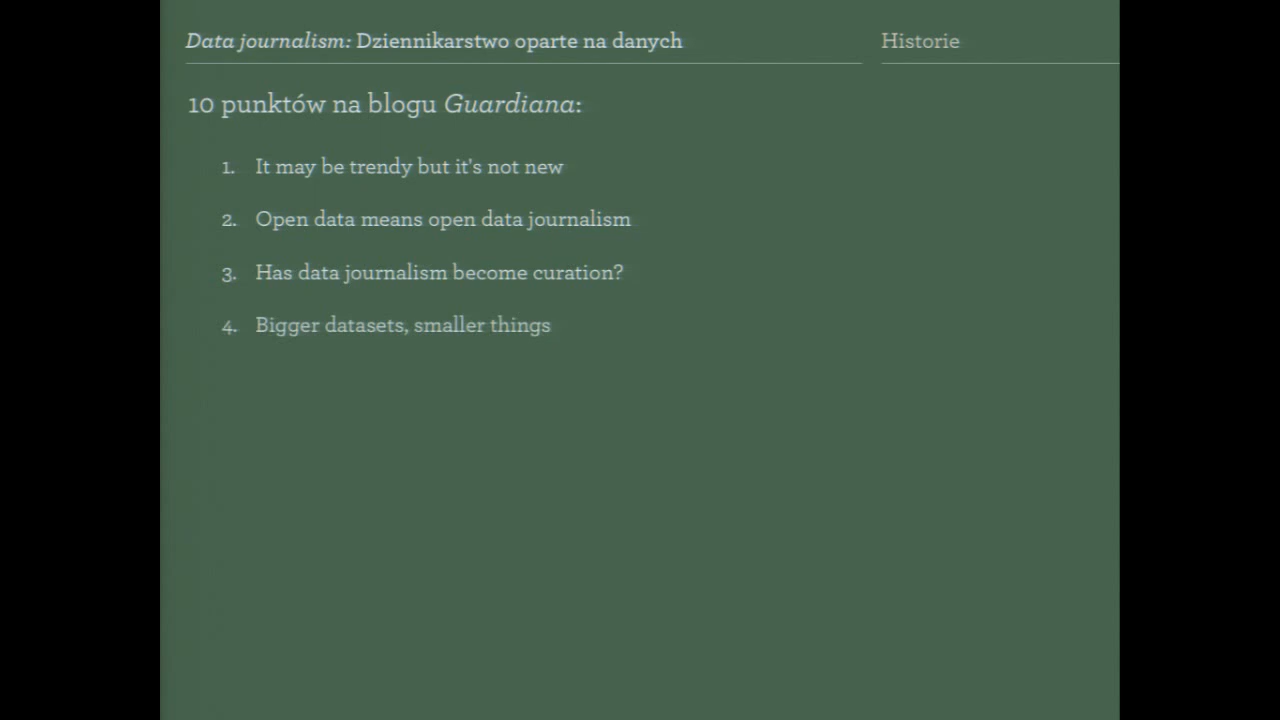 Data journalism: Dziennikarstwo oparte na danych
Historie
10 punktów na blogu Guardiana:
1. It may be trendy but it's not new
2. Open data means open data journalism
3. Has data journalism become curation?
4. Bigger datasets, smaller things